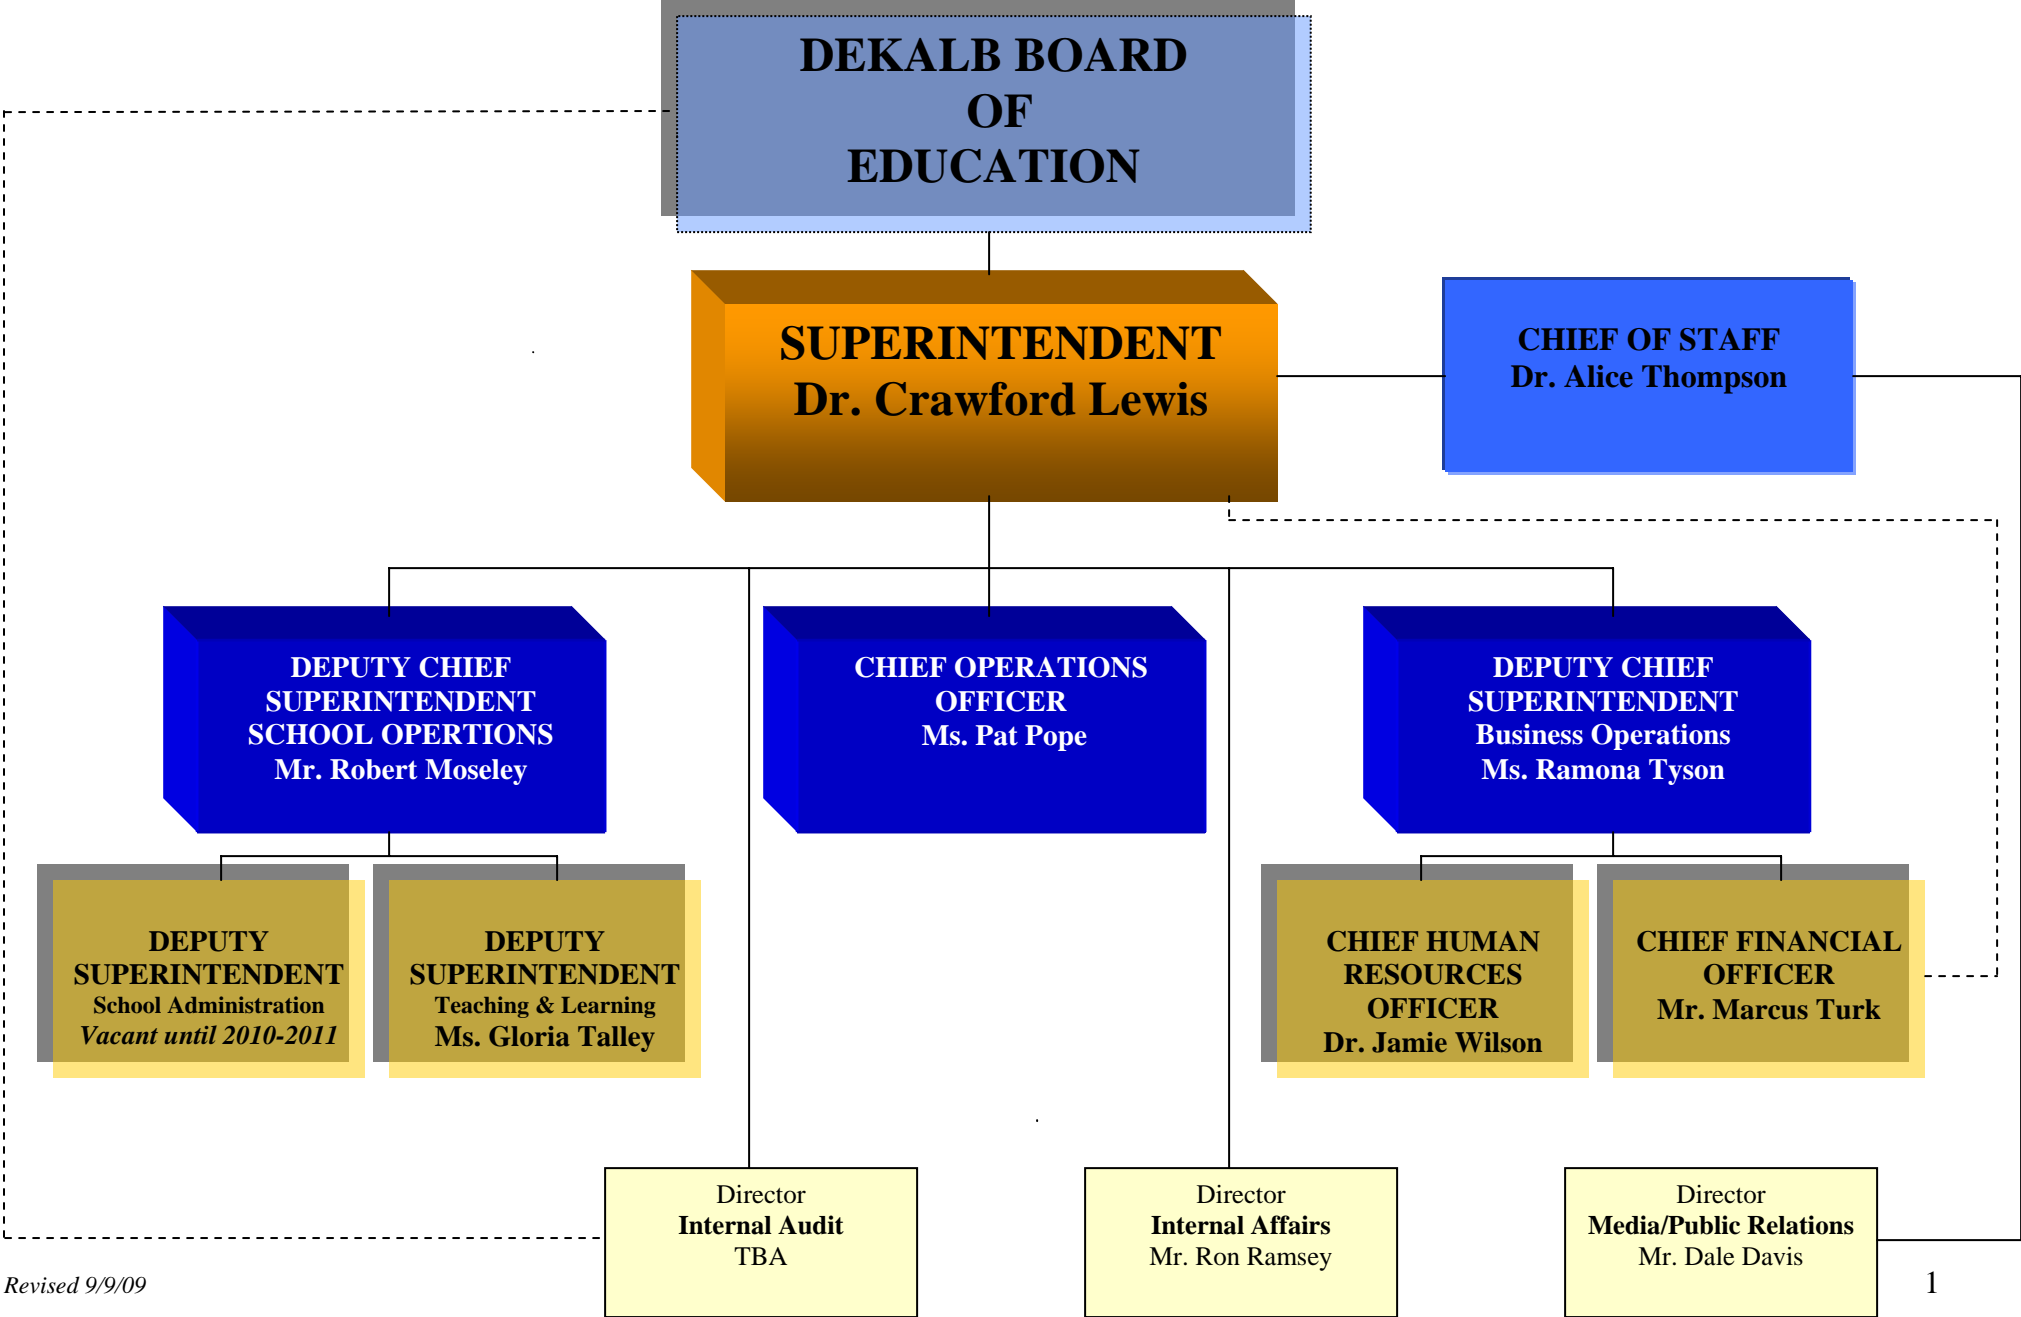 DEKALB BOARD
OF
EDUCATION
SUPERINTENDENT
Dr. Crawford Lewis
CHIEF OF STAFF
Dr. Alice Thompson
DEPUTY CHIEF
SUPERINTENDENT
SCHOOL OPERTIONS
Mr. Robert Moseley
CHIEF OPERATIONS
OFFICER
Ms. Pat Pope
DEPUTY CHIEF
SUPERINTENDENT
Business Operations
Ms. Ramona Tyson
DEPUTY
SUPERINTENDENT
School Administration
Vacant until 2010-2011
DEPUTY
SUPERINTENDENT
Teaching & Learning
Ms. Gloria Talley
CHIEF HUMAN
RESOURCES
OFFICER
Dr. Jamie Wilson
CHIEF FINANCIAL
OFFICER
Mr. Marcus Turk
Director
Internal Audit
TBA
Director
Internal Affairs
Mr. Ron Ramsey
Director
Media/Public Relations
Mr. Dale Davis
Revised 9/9/09
1